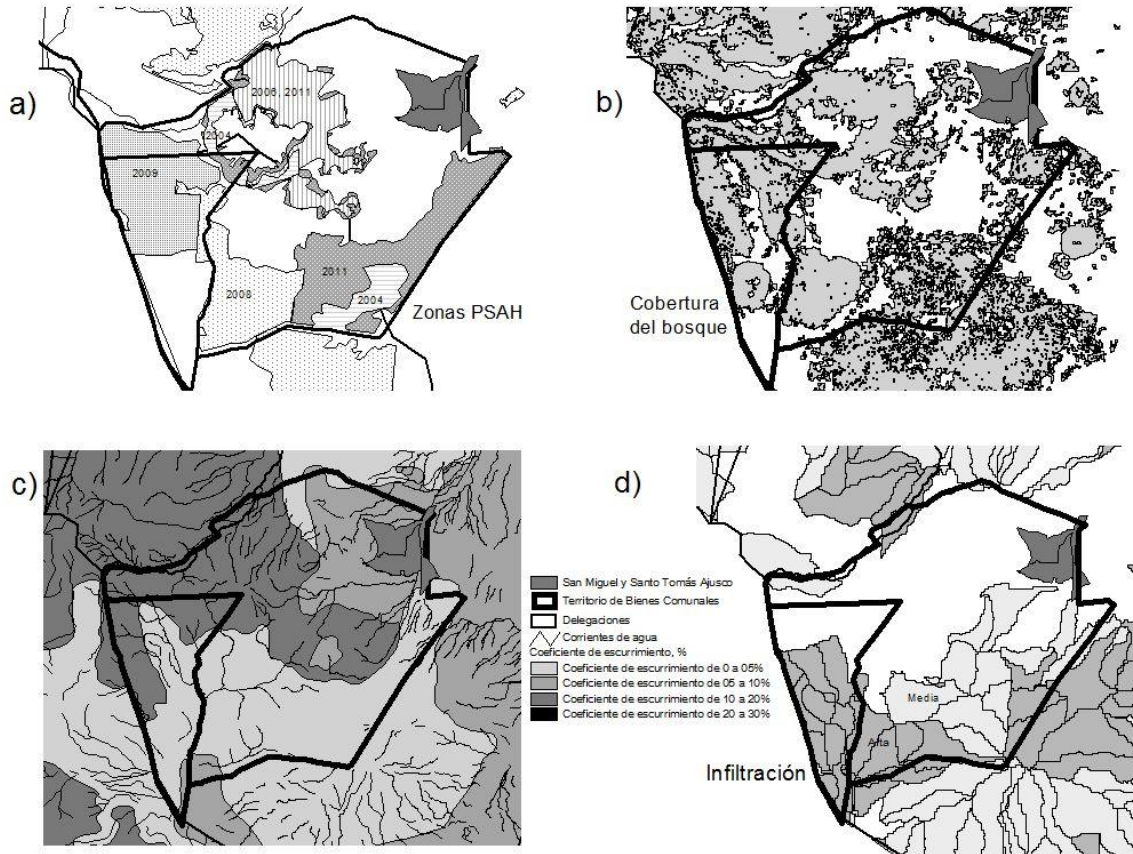 a)
2006, 2011
2004
2009
2011
2008
2004
Zonas PSAH
b)
Cobertura
del bosque
c)
San Miguel y Santo Tomás Ajusco
Territorio de Bienes Comunales
Delegaciones
Corrientes de agua
Coeficiente de escurrimiento, %
Coeficiente de escurrimiento de 0 a 05%
Coeficiente de escurrimiento de 05 a 10%
Coeficiente de escurrimiento de 10 a 20%
Coeficiente de escurrimiento de 20 a 30%
d)
Media
Alta
Infiltración